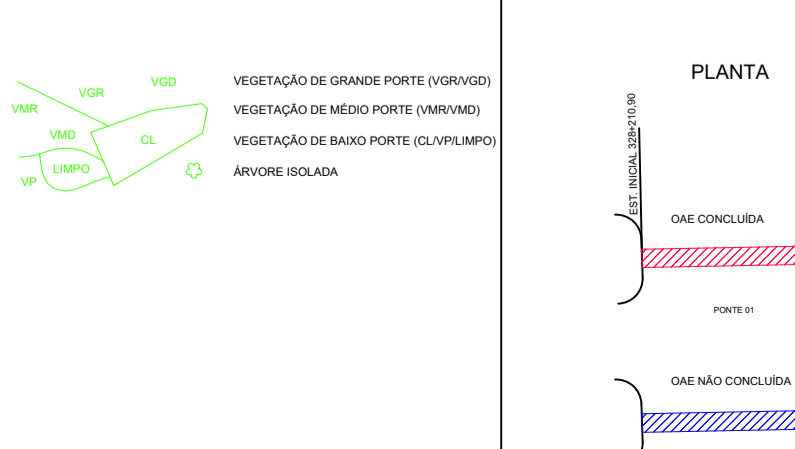 VGD
VGR
VMR
VMD
CL
LIMPO
VP
VEGETAÇÃO DE GRANDE PORTE (VGR/VGD)
VEGETAÇÃO DE MÉDIO PORTE (VMR/VMD)
VEGETAÇÃO DE BAIXO PORTE (CL/VP/LIMPO)
ÁRVORE ISOLADA
PLANTA
EST. INICIAL 328+210,90
OAE CONCLUÍDA
PONTE 01
OAE NÃO CONCLUÍDA